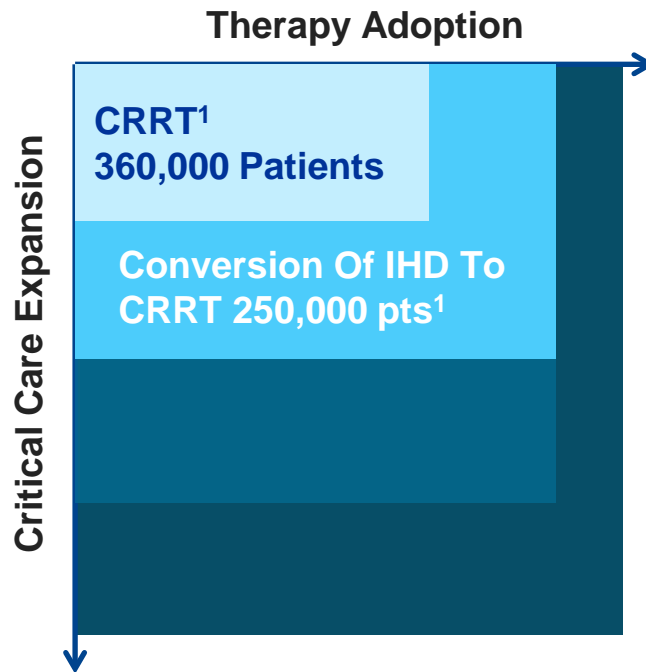 Therapy Adoption
Critical Care Expansion
CRRT¹
360,000 Patients
Conversion Of IHD To
CRRT 250,000 pts¹